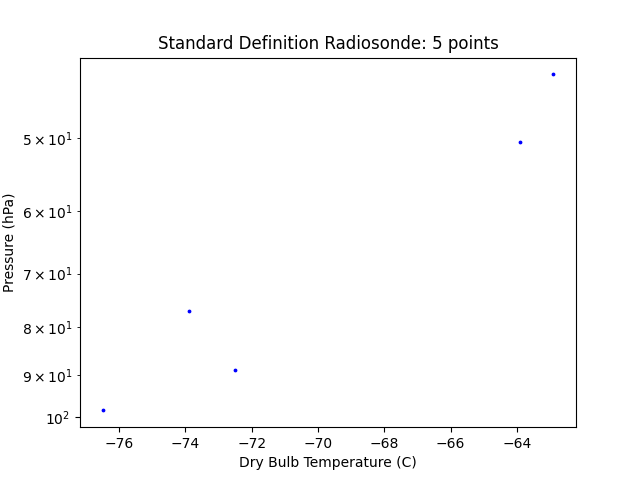 Standard Definition Radiosonde: 5 points
5 × 10¹
6 × 10¹
7 × 10¹
8 × 10¹
9 × 10¹
10²
Pressure (hPa)
−76 −74 −72 −70 −68 −66 −64
Dry Bulb Temperature (C)